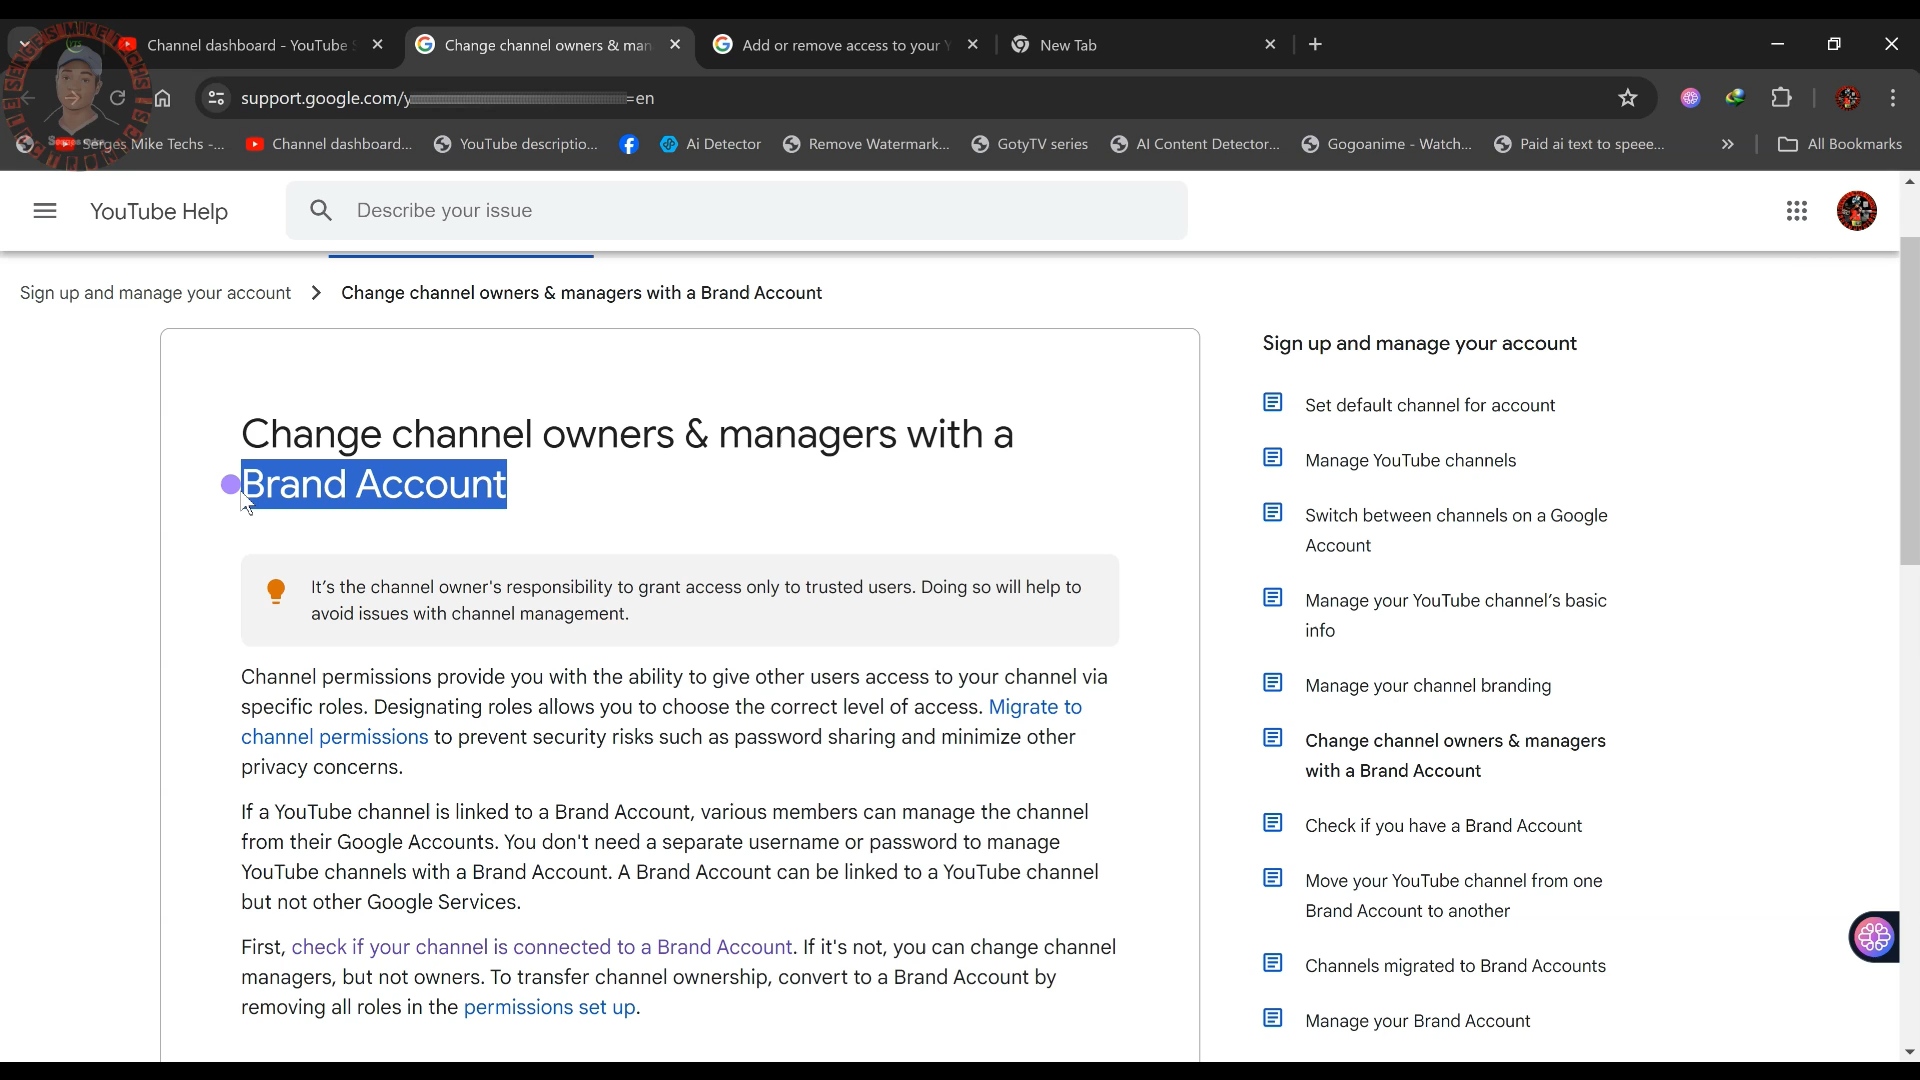 Channel dashboard - YouTube S
Change channel owners & man
Add or remove access to your Y
New Tab
support.google.com/y
=en
Serges Mike Techs -...
Channel dashboard...
YouTube descriptio...
Ai Detector
Remove Watermark...
GotyTV series
AI Content Detector...
Gogoanime - Watch...
Paid ai text to speee...
All Bookmarks
YouTube Help
Describe your issue
Sign up and manage your account
Change channel owners & managers with a Brand Account
Change channel owners & managers with a
Brand Account
It’s the channel owner's responsibility to grant access only to trusted users. Doing so will help to
avoid issues with channel management.
Channel permissions provide you with the ability to give other users access to your channel via
specific roles. Designating roles allows you to choose the correct level of access. Migrate to
channel permissions to prevent security risks such as password sharing and minimize other
privacy concerns.
If a YouTube channel is linked to a Brand Account, various members can manage the channel
from their Google Accounts. You don't need a separate username or password to manage
YouTube channels with a Brand Account. A Brand Account can be linked to a YouTube channel
but not other Google Services.
First, check if your channel is connected to a Brand Account. If it's not, you can change channel
managers, but not owners. To transfer channel ownership, convert to a Brand Account by
removing all roles in the permissions set up.
Sign up and manage your account
Set default channel for account
Manage YouTube channels
Switch between channels on a Google
Account
Manage your YouTube channel’s basic
info
Manage your channel branding
Change channel owners & managers
with a Brand Account
Check if you have a Brand Account
Move your YouTube channel from one
Brand Account to another
Channels migrated to Brand Accounts
Manage your Brand Account